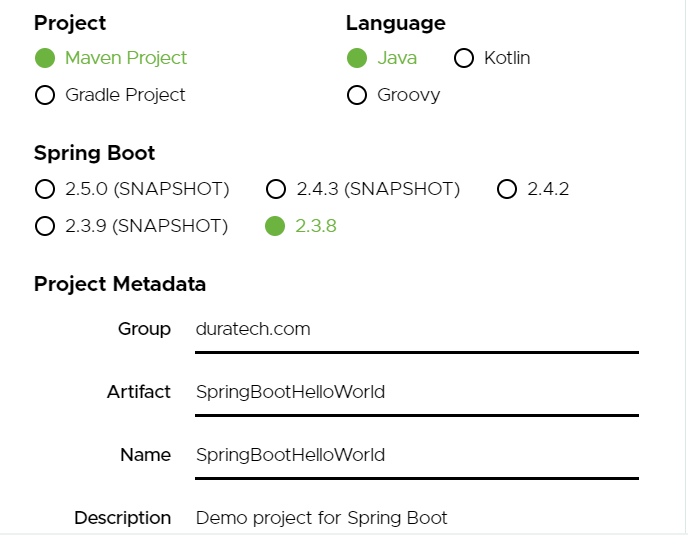 Project
Language
Maven Project
Java
Kotlin
Gradle Project
Groovy
Spring Boot
2.5.0 (SNAPSHOT)
2.4.3 (SNAPSHOT)
2.4.2
2.3.9 (SNAPSHOT)
2.3.8
Project Metadata
Group duratech.com
Artifact SpringBootHelloWorld
Name SpringBootHelloWorld
Description Demo project for Spring Boot